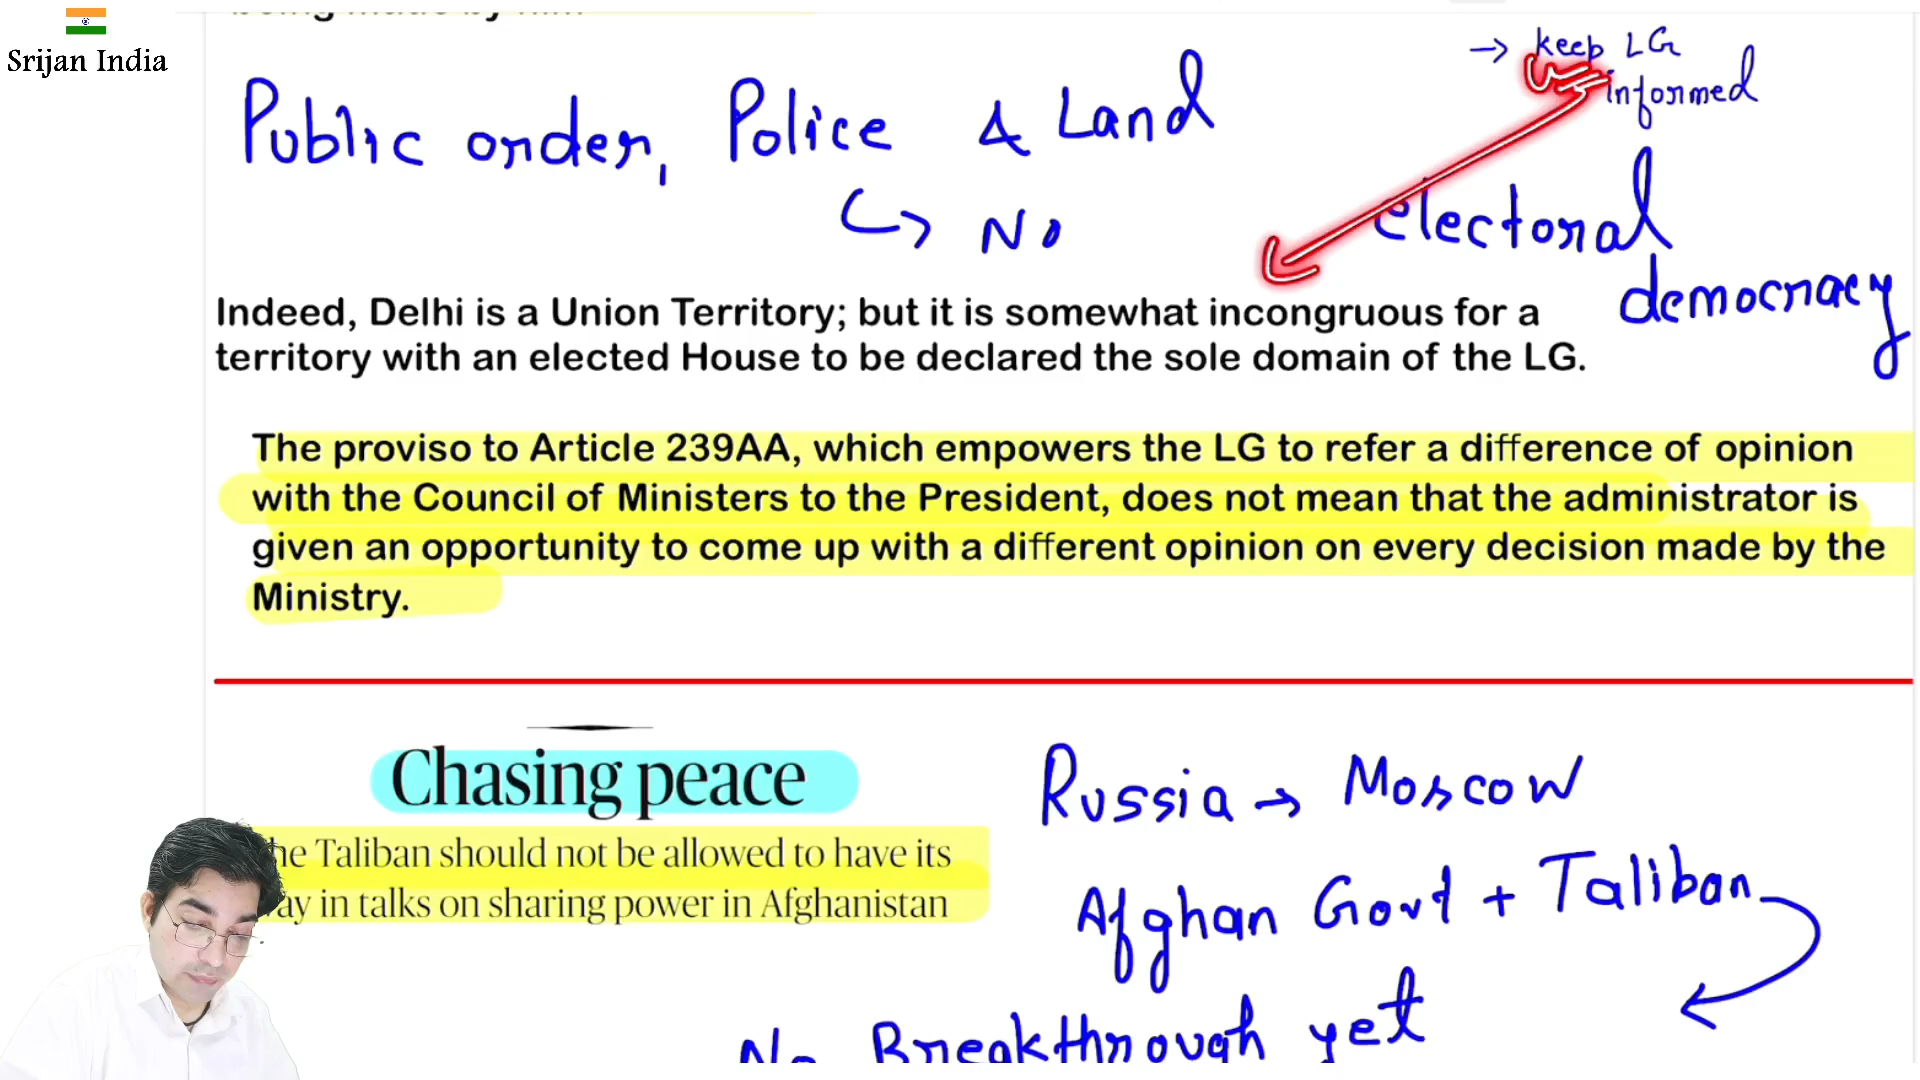 being made by him
Srijan India
→ keep LG
informed
Public order, Police & Land
↳ No
electoral
democracy
Indeed, Delhi is a Union Territory; but it is somewhat incongruous for a
territory with an elected House to be declared the sole domain of the LG.
The proviso to Article 239AA, which empowers the LG to refer a difference of opinion
with the Council of Ministers to the President, does not mean that the administrator is
given an opportunity to come up with a different opinion on every decision made by the
Ministry.
Chasing peace
Russia → Moscow
he Taliban should not be allowed to have its
ay in talks on sharing power in Afghanistan
Afghan Govt + Taliban
No Breakthrough yet